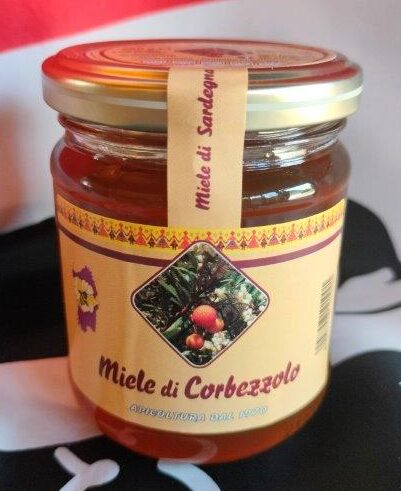 Miele di Sardegna
Miele di Corbezzolo
APICOLTURA DAL 1970